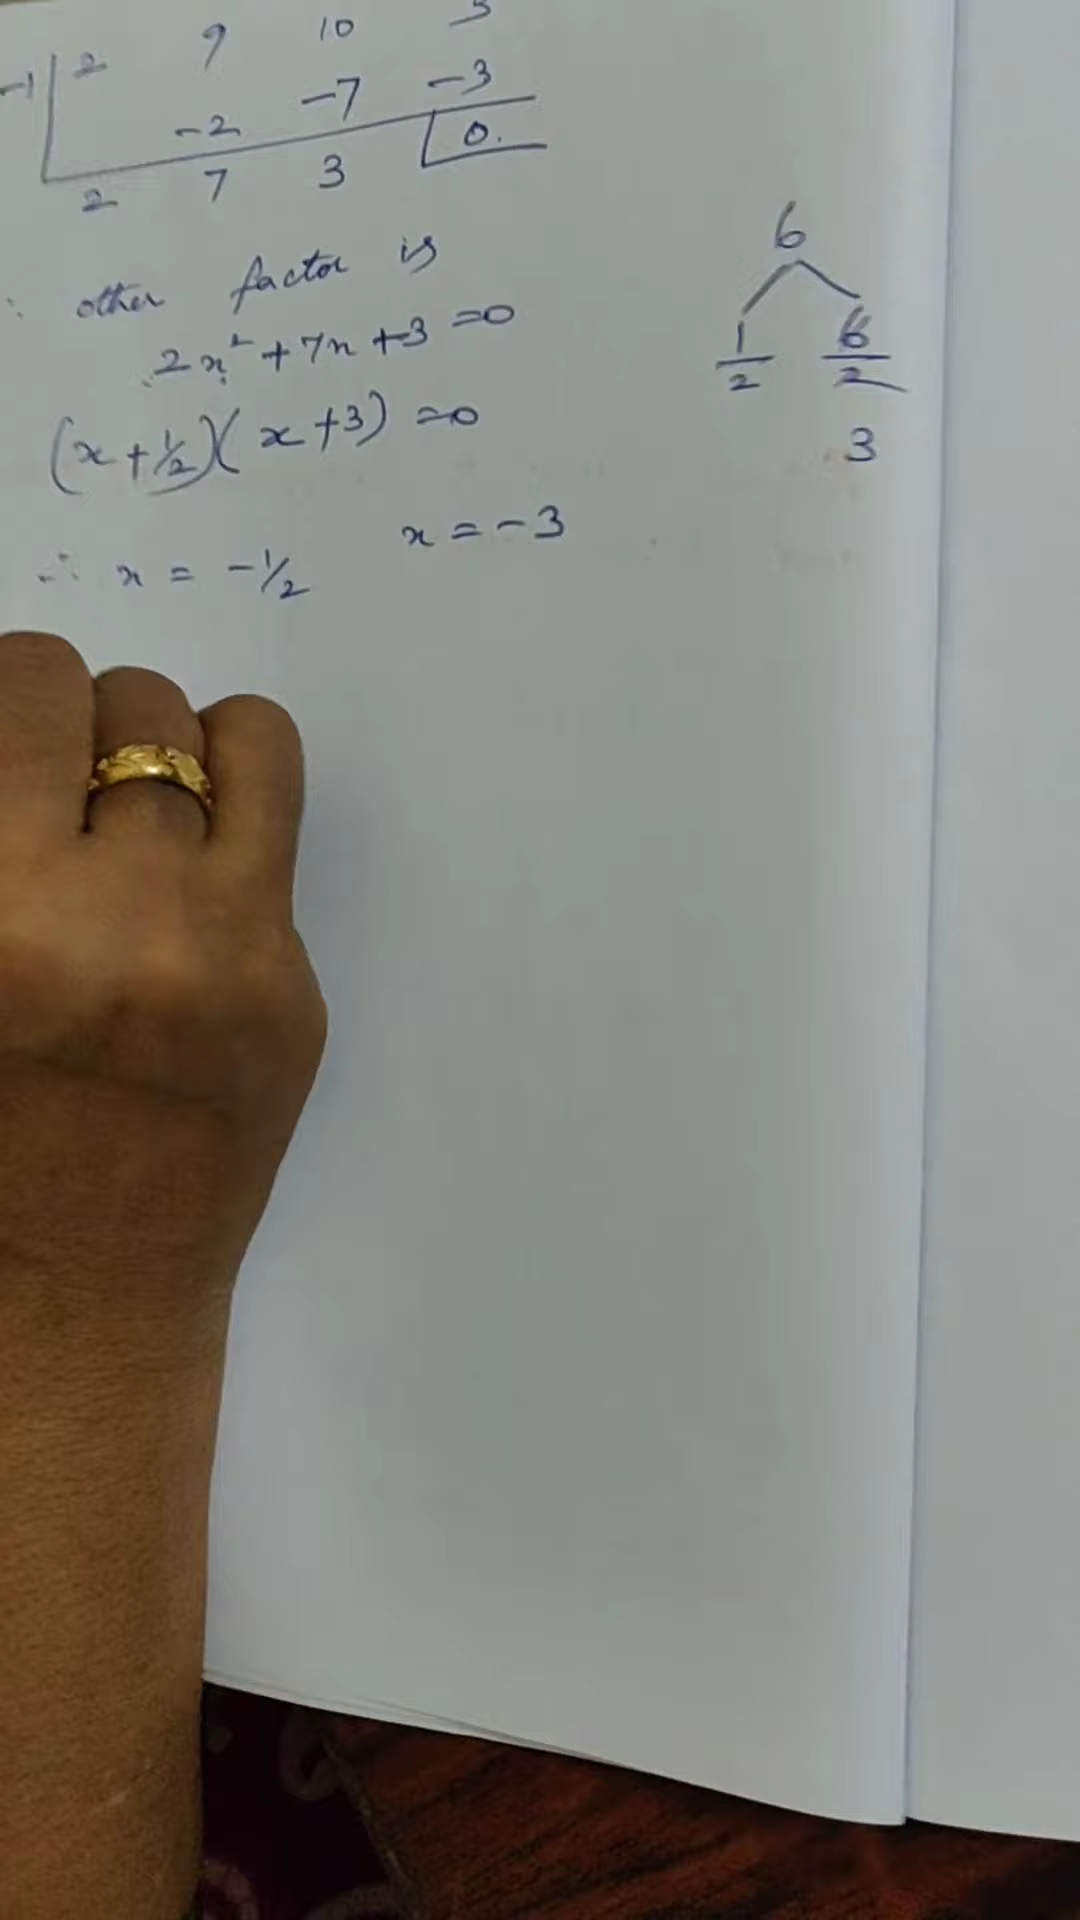 -1 2 9 10
-2 -7 -3
2 7 3 0.
6
other factor is
1/2 6/2
2x² + 7x + 3 = 0
(x + 1/2)(x + 3) = 0
3
∴ x = -1/2 x = -3